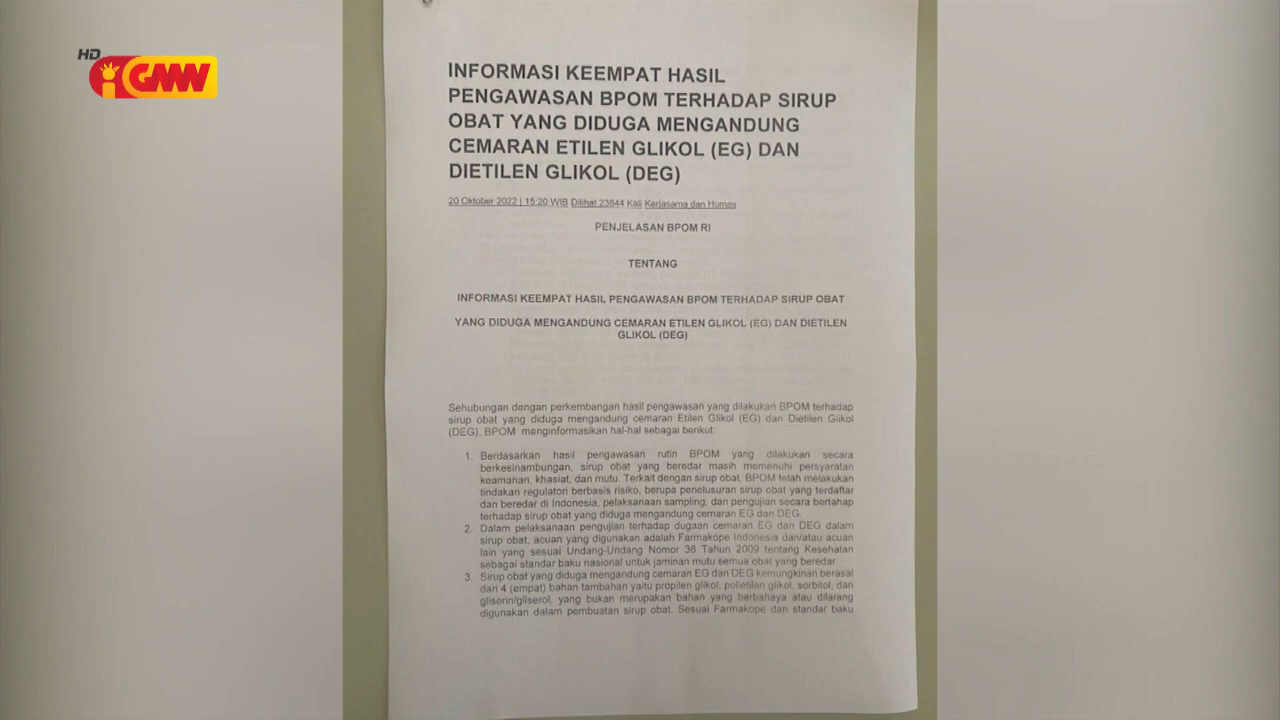 HD
iGMW
INFORMASI KEEMPAT HASIL
PENGAWASAN BPOM TERHADAP SIRUP
OBAT YANG DIDUGA MENGANDUNG
CEMARAN ETILEN GLIKOL (EG) DAN
DIETILEN GLIKOL (DEG)
20 Oktober 2022 | 15:20 WIB Dilihat 23844 Kali Kerjasama dan Humas
PENJELASAN BPOM RI
TENTANG
INFORMASI KEEMPAT HASIL PENGAWASAN BPOM TERHADAP SIRUP OBAT
YANG DIDUGA MENGANDUNG CEMARAN ETILEN GLIKOL (EG) DAN DIETILEN
GLIKOL (DEG)
Sehubungan dengan perkembangan hasil pengawasan yang dilakukan BPOM terhadap
sirup obat yang diduga mengandung cemaran Etilen Glikol (EG) dan Dietilen Glikol
(DEG), BPOM menginformasikan hal-hal sebagai berikut:
1. Berdasarkan hasil pengawasan rutin BPOM yang dilakukan secara
berkesinambungan, sirup obat yang beredar masih memenuhi persyaratan
keamanan, khasiat, dan mutu. Terkait dengan sirup obat, BPOM telah melakukan
tindakan regulatori berbasis risiko, berupa penelusuran sirup obat yang terdaftar
dan beredar di Indonesia, pelaksanaan sampling, dan pengujian secara bertahap
terhadap sirup obat yang diduga mengandung cemaran EG dan DEG.
2. Dalam pelaksanaan pengujian terhadap dugaan cemaran EG dan DEG dalam
sirup obat, acuan yang digunakan adalah Farmakope Indonesia dan/atau acuan
lain yang sesuai Undang-Undang Nomor 36 Tahun 2009 tentang Kesehatan
sebagai standar baku nasional untuk jaminan mutu semua obat yang beredar.
3. Sirup obat yang diduga mengandung cemaran EG dan DEG kemungkinan berasal
dari 4 (empat) bahan tambahan yaitu propilen glikol, polietilen glikol, sorbitol, dan
gliserin/gliserol, yang bukan merupakan bahan yang berbahaya atau dilarang
digunakan dalam pembuatan sirup obat. Sesuai Farmakope dan standar baku